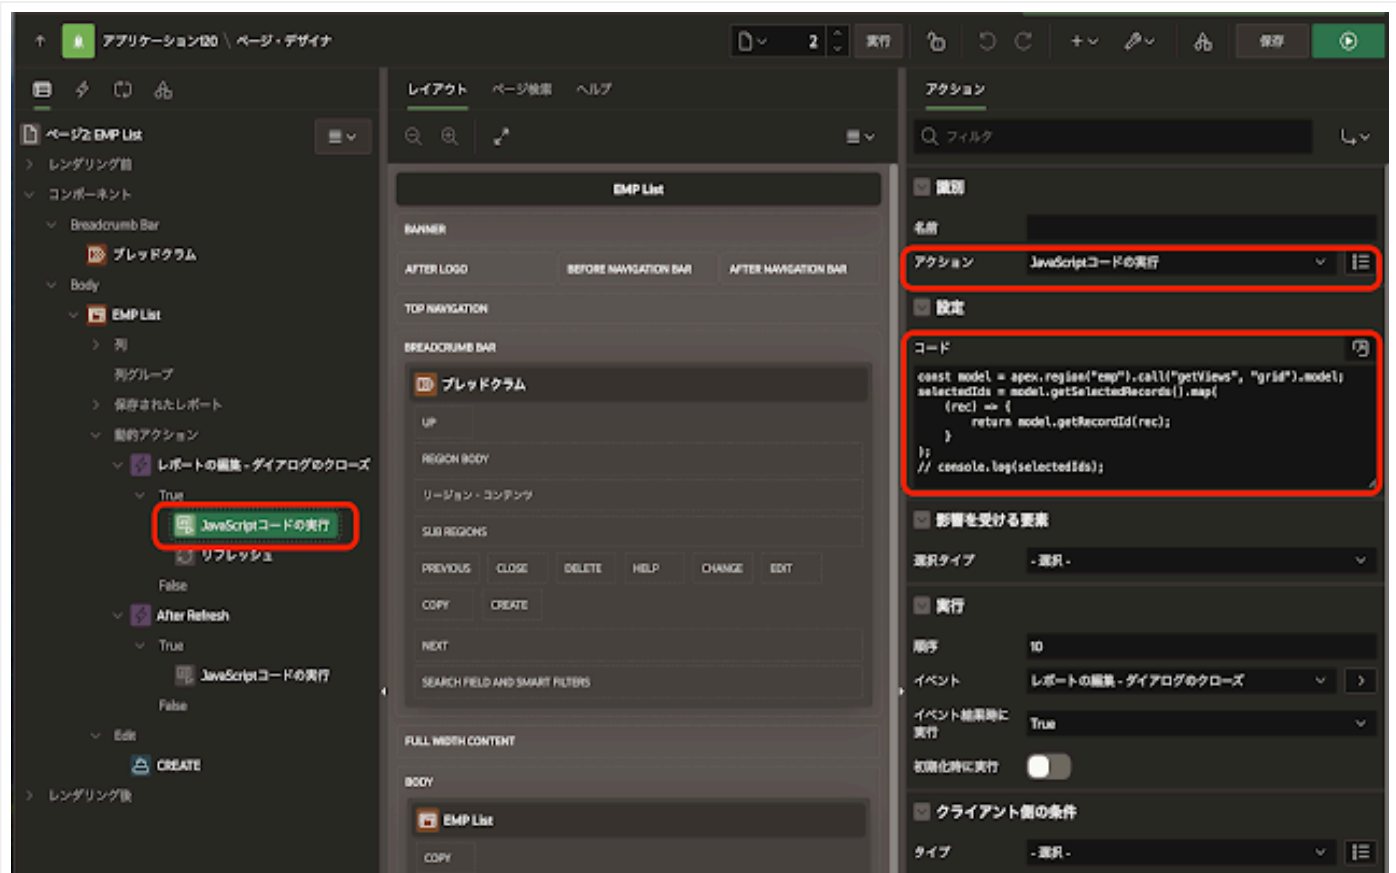 アプリケーション120 \ ページ・デザイナ
2
実行
保存
ページ2: EMP List
レンダリング前
コンポーネント
Breadcrumb Bar
ブレッドクラム
Body
EMP List
列
列グループ
保存されたレポート
動的アクション
レポートの編集 - ダイアログのクローズ
True
JavaScriptコードの実行
リフレッシュ
False
After Refresh
True
JavaScriptコードの実行
False
Edit
CREATE
レンダリング後
レイアウト
ページ検索
ヘルプ
EMP List
BANNER
AFTER LOGO
BEFORE NAVIGATION BAR
AFTER NAVIGATION BAR
TOP NAVIGATION
BREADCRUMB BAR
ブレッドクラム
UP
REGION BODY
リージョン・コンテンツ
SUB REGIONS
PREVIOUS
CLOSE
DELETE
HELP
CHANGE
EDIT
COPY
CREATE
NEXT
SEARCH FIELD AND SMART FILTERS
FULL WIDTH CONTENT
BODY
EMP List
COPY
アクション
フィルタ
識別
名前
アクション
JavaScriptコードの実行
設定
コード
const model = apex.region("emp").call("getViews", "grid").model;
selectedIds = model.getSelectedRecords().map(
(rec) => {
return model.getRecordId(rec);
}
);
// console.log(selectedIds);
影響を受ける要素
選択タイプ
- 選択 -
実行
順序
10
イベント
レポートの編集 - ダイアログのクローズ
イベント結果時に
実行
True
初期化時に実行
クライアント側の条件
タイプ
- 選択 -